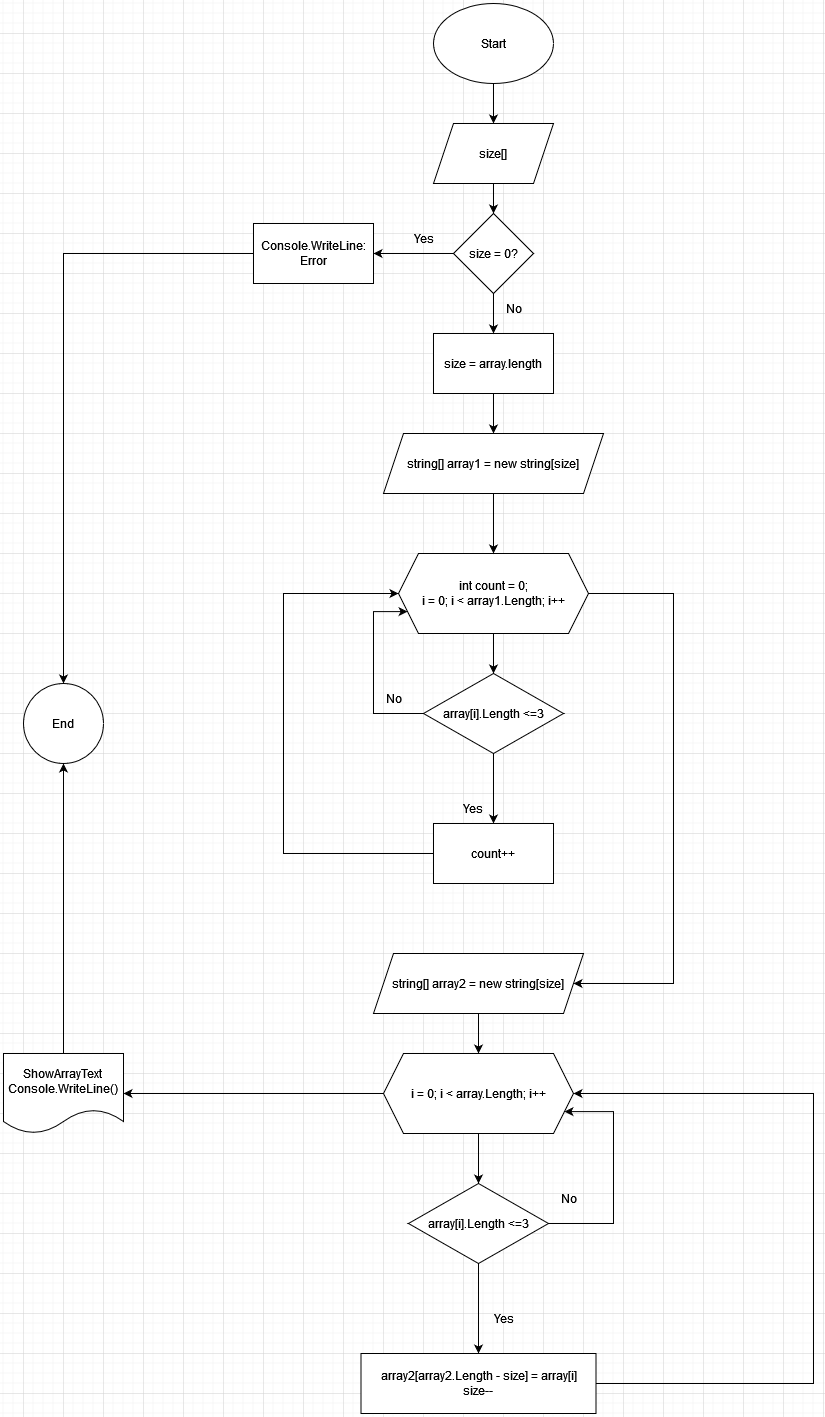 Start
size[]
size = 0?
Yes
Console.WriteLine:
Error
No
size = array.length
string[] array1 = new string[size]
int count = 0;
i = 0; i < array1.Length; i++
No
array[i].Length <=3
Yes
count++
End
string[] array2 = new string[size]
i = 0; i < array.Length; i++
ShowArrayText
Console.WriteLine()
array[i].Length <=3
No
Yes
array2[array2.Length - size] = array[i]
size--